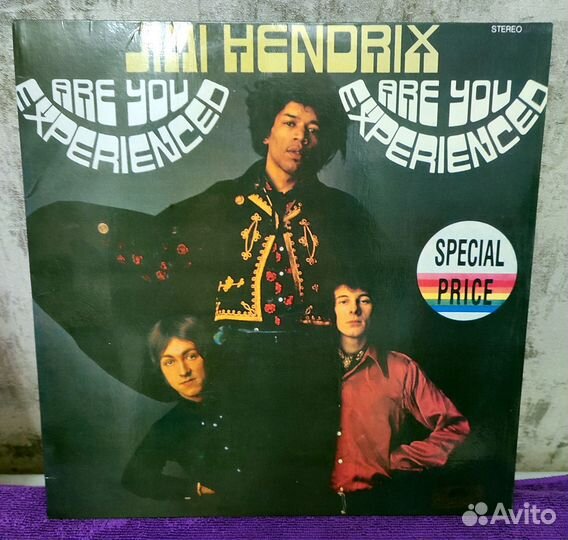 STEREO
JIMI HENDRIX
ARE YOU
EXPERIENCED
ARE YOU
EXPERIENCED
SPECIAL
PRICE
Avito